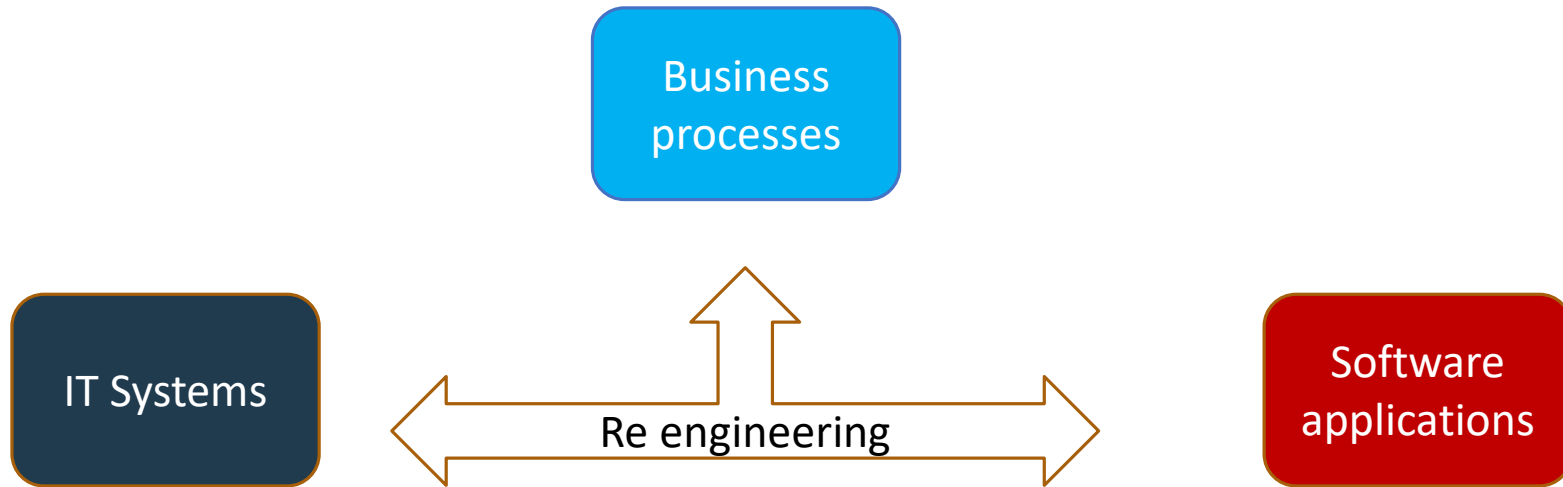 Business
processes
IT Systems
Re engineering
Software
applications